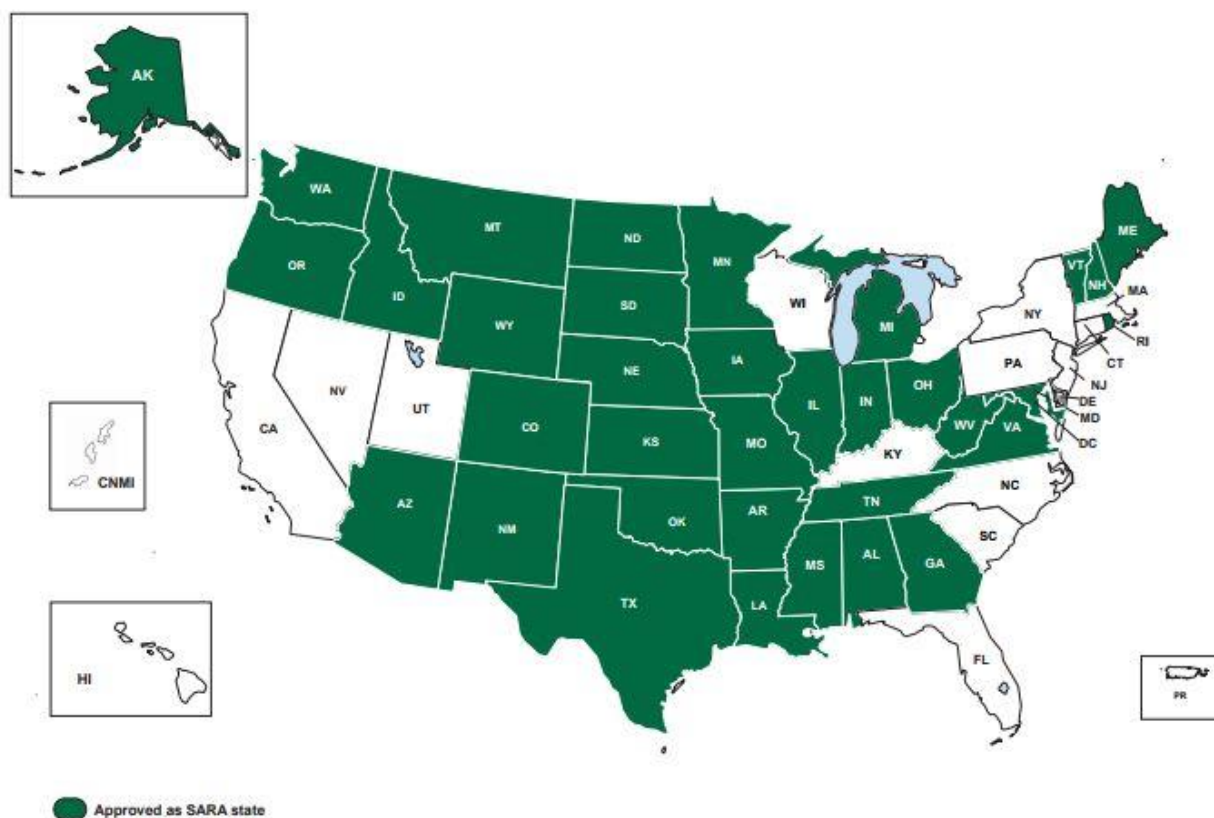 AK
WA
MT
ND
MN
ME
VT
NH
OR
ID
WY
SD
WI
MI
NY
MA
RI
CT
NJ
PA
NE
IA
NV
UT
CO
IL
IN
OH
DE
MD
DC
CA
KS
MO
WV
VA
KY
CNMI
AZ
NM
OK
AR
TN
NC
SC
MS
AL
GA
TX
LA
HI
FL
PR
Approved as SARA state